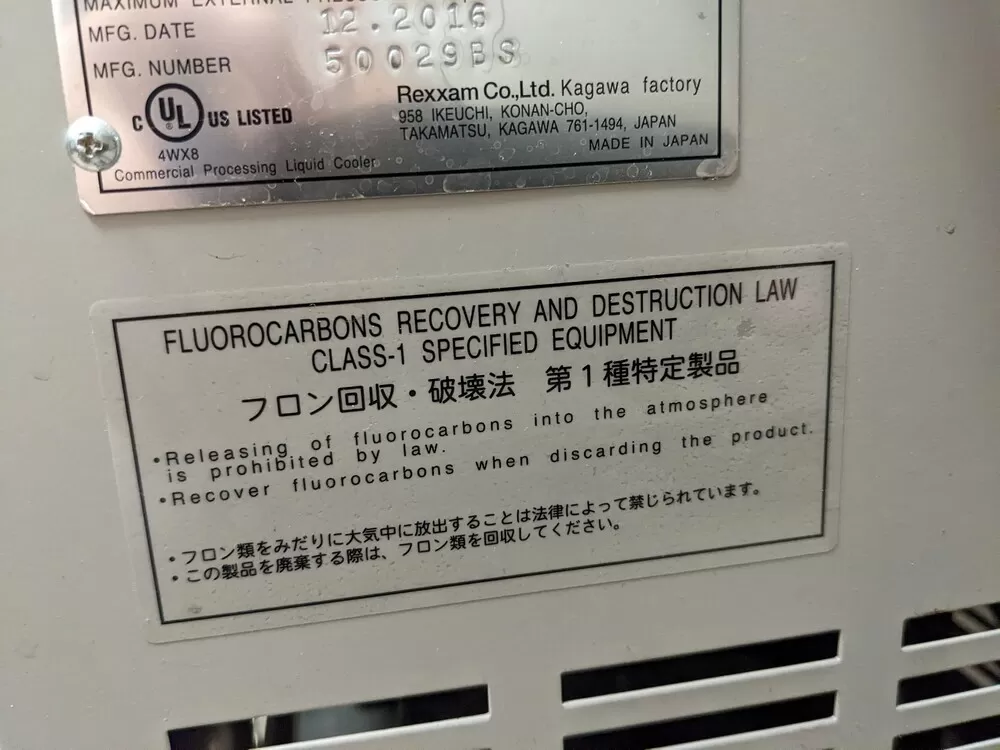 MAXIMUM EXTERNAL
MFG. DATE 12.2016
MFG. NUMBER 50029BS
C UL US LISTED
4WX8
Commercial Processing Liquid Cooler
Rexxam Co.,Ltd. Kagawa factory
958 IKEUCHI, KONAN-CHO,
TAKAMATSU, KAGAWA 761-1494, JAPAN
MADE IN JAPAN
FLUOROCARBONS RECOVERY AND DESTRUCTION LAW
CLASS-1 SPECIFIED EQUIPMENT
フロン回収・破壊法 第1種特定製品
•Releasing of fluorocarbons into the atmosphere
is prohibited by law.
•Recover fluorocarbons when discarding the product.
・フロン類をみだりに大気中に放出することは法律によって禁じられています。
・この製品を廃棄する際は、フロン類を回収してください。